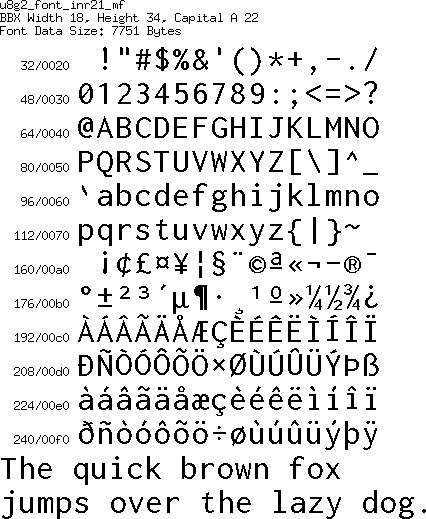 u8g2_font_inr21_mf
BBX Width 18, Height 34, Capital A 22
Font Data Size: 7751 Bytes
32/0020 !"#$%&'()*+,-./
48/0030 0123456789:;<=>?
64/0040 @ABCDEFGHIJKLMNO
80/0050 PQRSTUVWXYZ[\]^_
96/0060 `abcdefghijklmno
112/0070 pqrstuvwxyz{|}~
160/00a0 ¡¢£¤¥¦§¨©ª«¬-®¯
176/00b0 °±²³´µ¶·¸¹º»¼½¾¿
192/00c0 ÀÁÂÃÄÅÆÇÈÉÊËÌÍÎÏ
208/00d0 ÐÑÒÓÔÕÖ×ØÙÚÛÜÝÞß
224/00e0 àáâãäåæçèéêëìíîï
240/00f0 ðñòóôõö÷øùúûüýþÿ
The quick brown fox
jumps over the lazy dog.